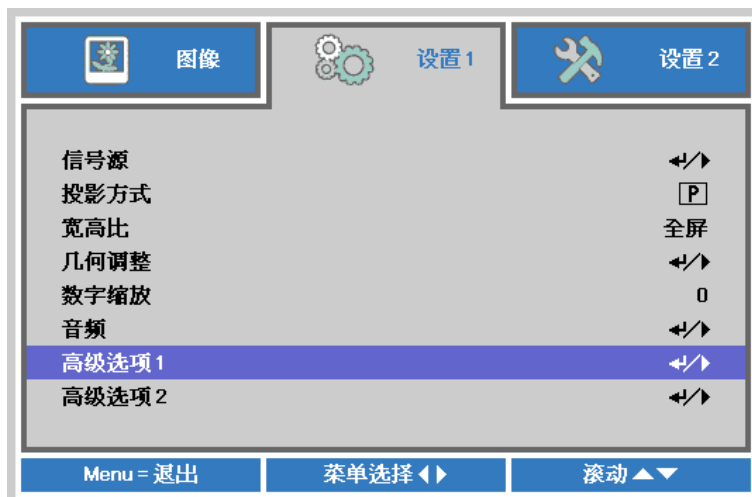 图像 设置1 设置2
信号源
投影方式 P
宽高比 全屏
几何调整
数字缩放 0
音频
高级选项1
高级选项2
Menu = 退出 菜单选择 滚动